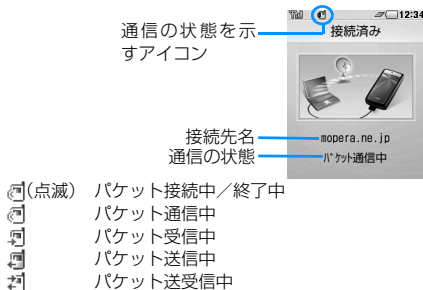 通信の状態を示
すアイコン
12:34
接続済み
接続先名
mopera.ne.jp
通信の状態
ﾊﾟｹｯﾄ通信中
(点滅) パケット接続中／終了中
パケット通信中
パケット受信中
パケット送信中
パケット送受信中